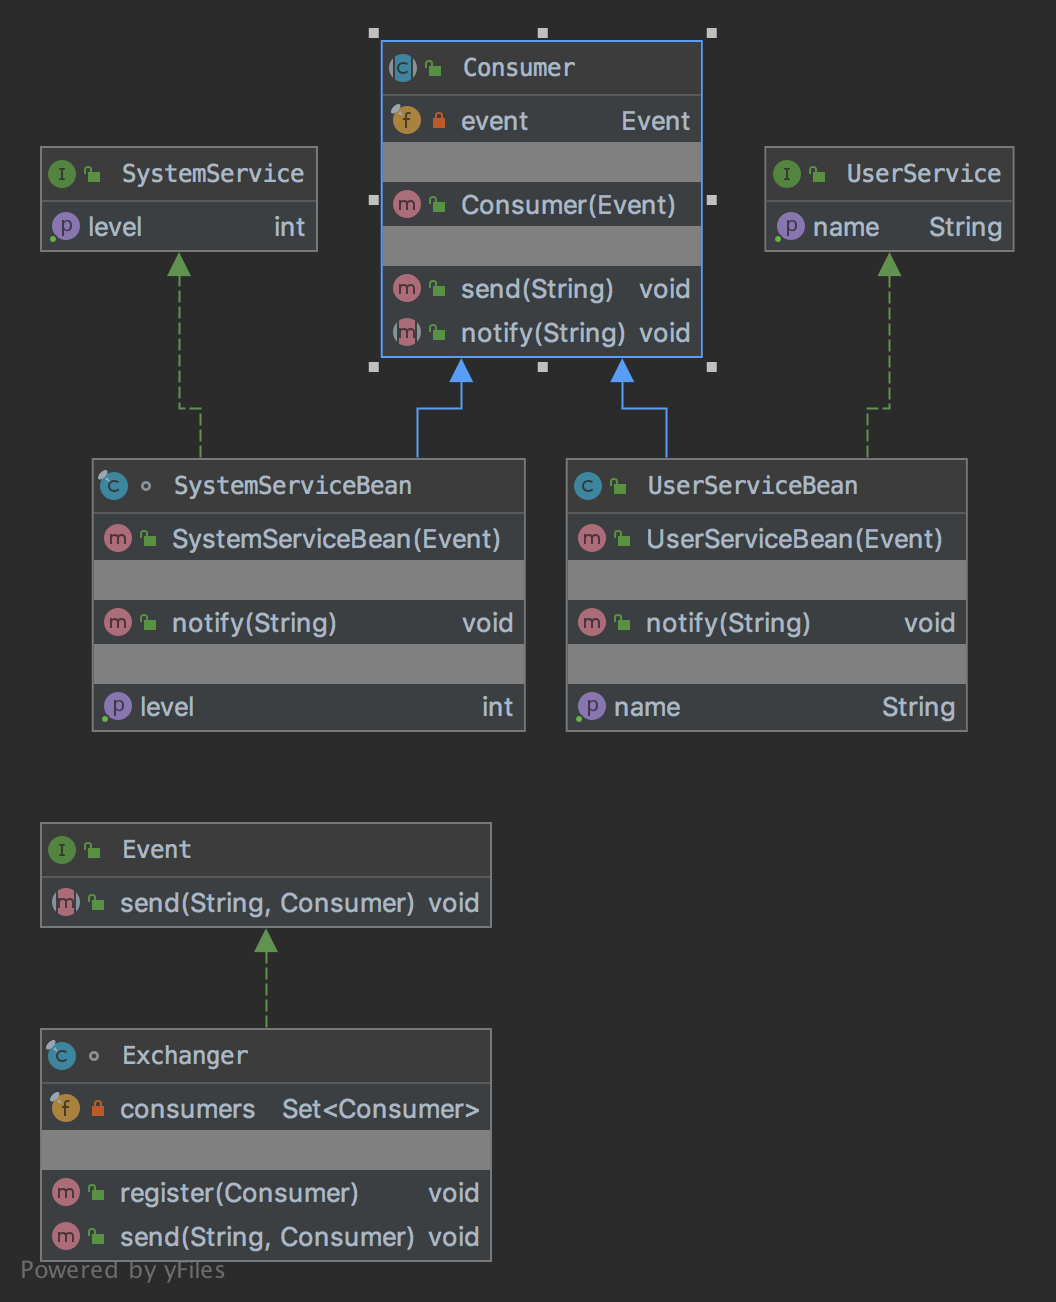 Consumer
event Event
Consumer(Event)
send(String) void
notify(String) void
SystemService
level int
UserService
name String
SystemServiceBean
SystemServiceBean(Event)
notify(String) void
level int
UserServiceBean
UserServiceBean(Event)
notify(String) void
name String
Event
send(String, Consumer) void
Exchanger
consumers Set<Consumer>
register(Consumer) void
send(String, Consumer) void
Powered by yFiles